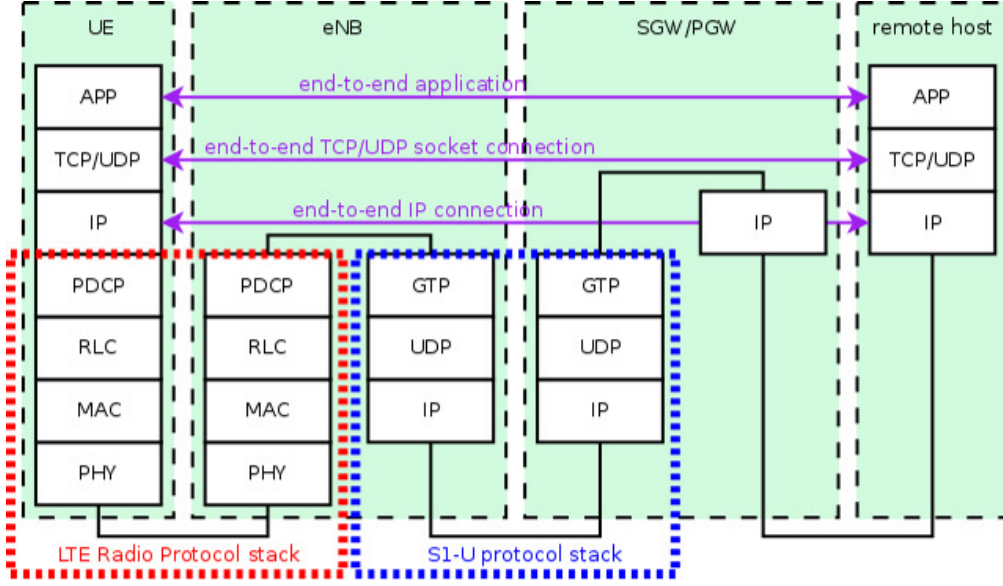 UE
eNB
SGW/PGW
remote host
APP
end-to-end application
APP
TCP/UDP
end-to-end TCP/UDP socket connection
TCP/UDP
IP
end-to-end IP connection
IP
IP
PDCP
PDCP
GTP
GTP
RLC
RLC
UDP
UDP
MAC
MAC
IP
IP
PHY
PHY
LTE Radio Protocol stack
S1-U protocol stack